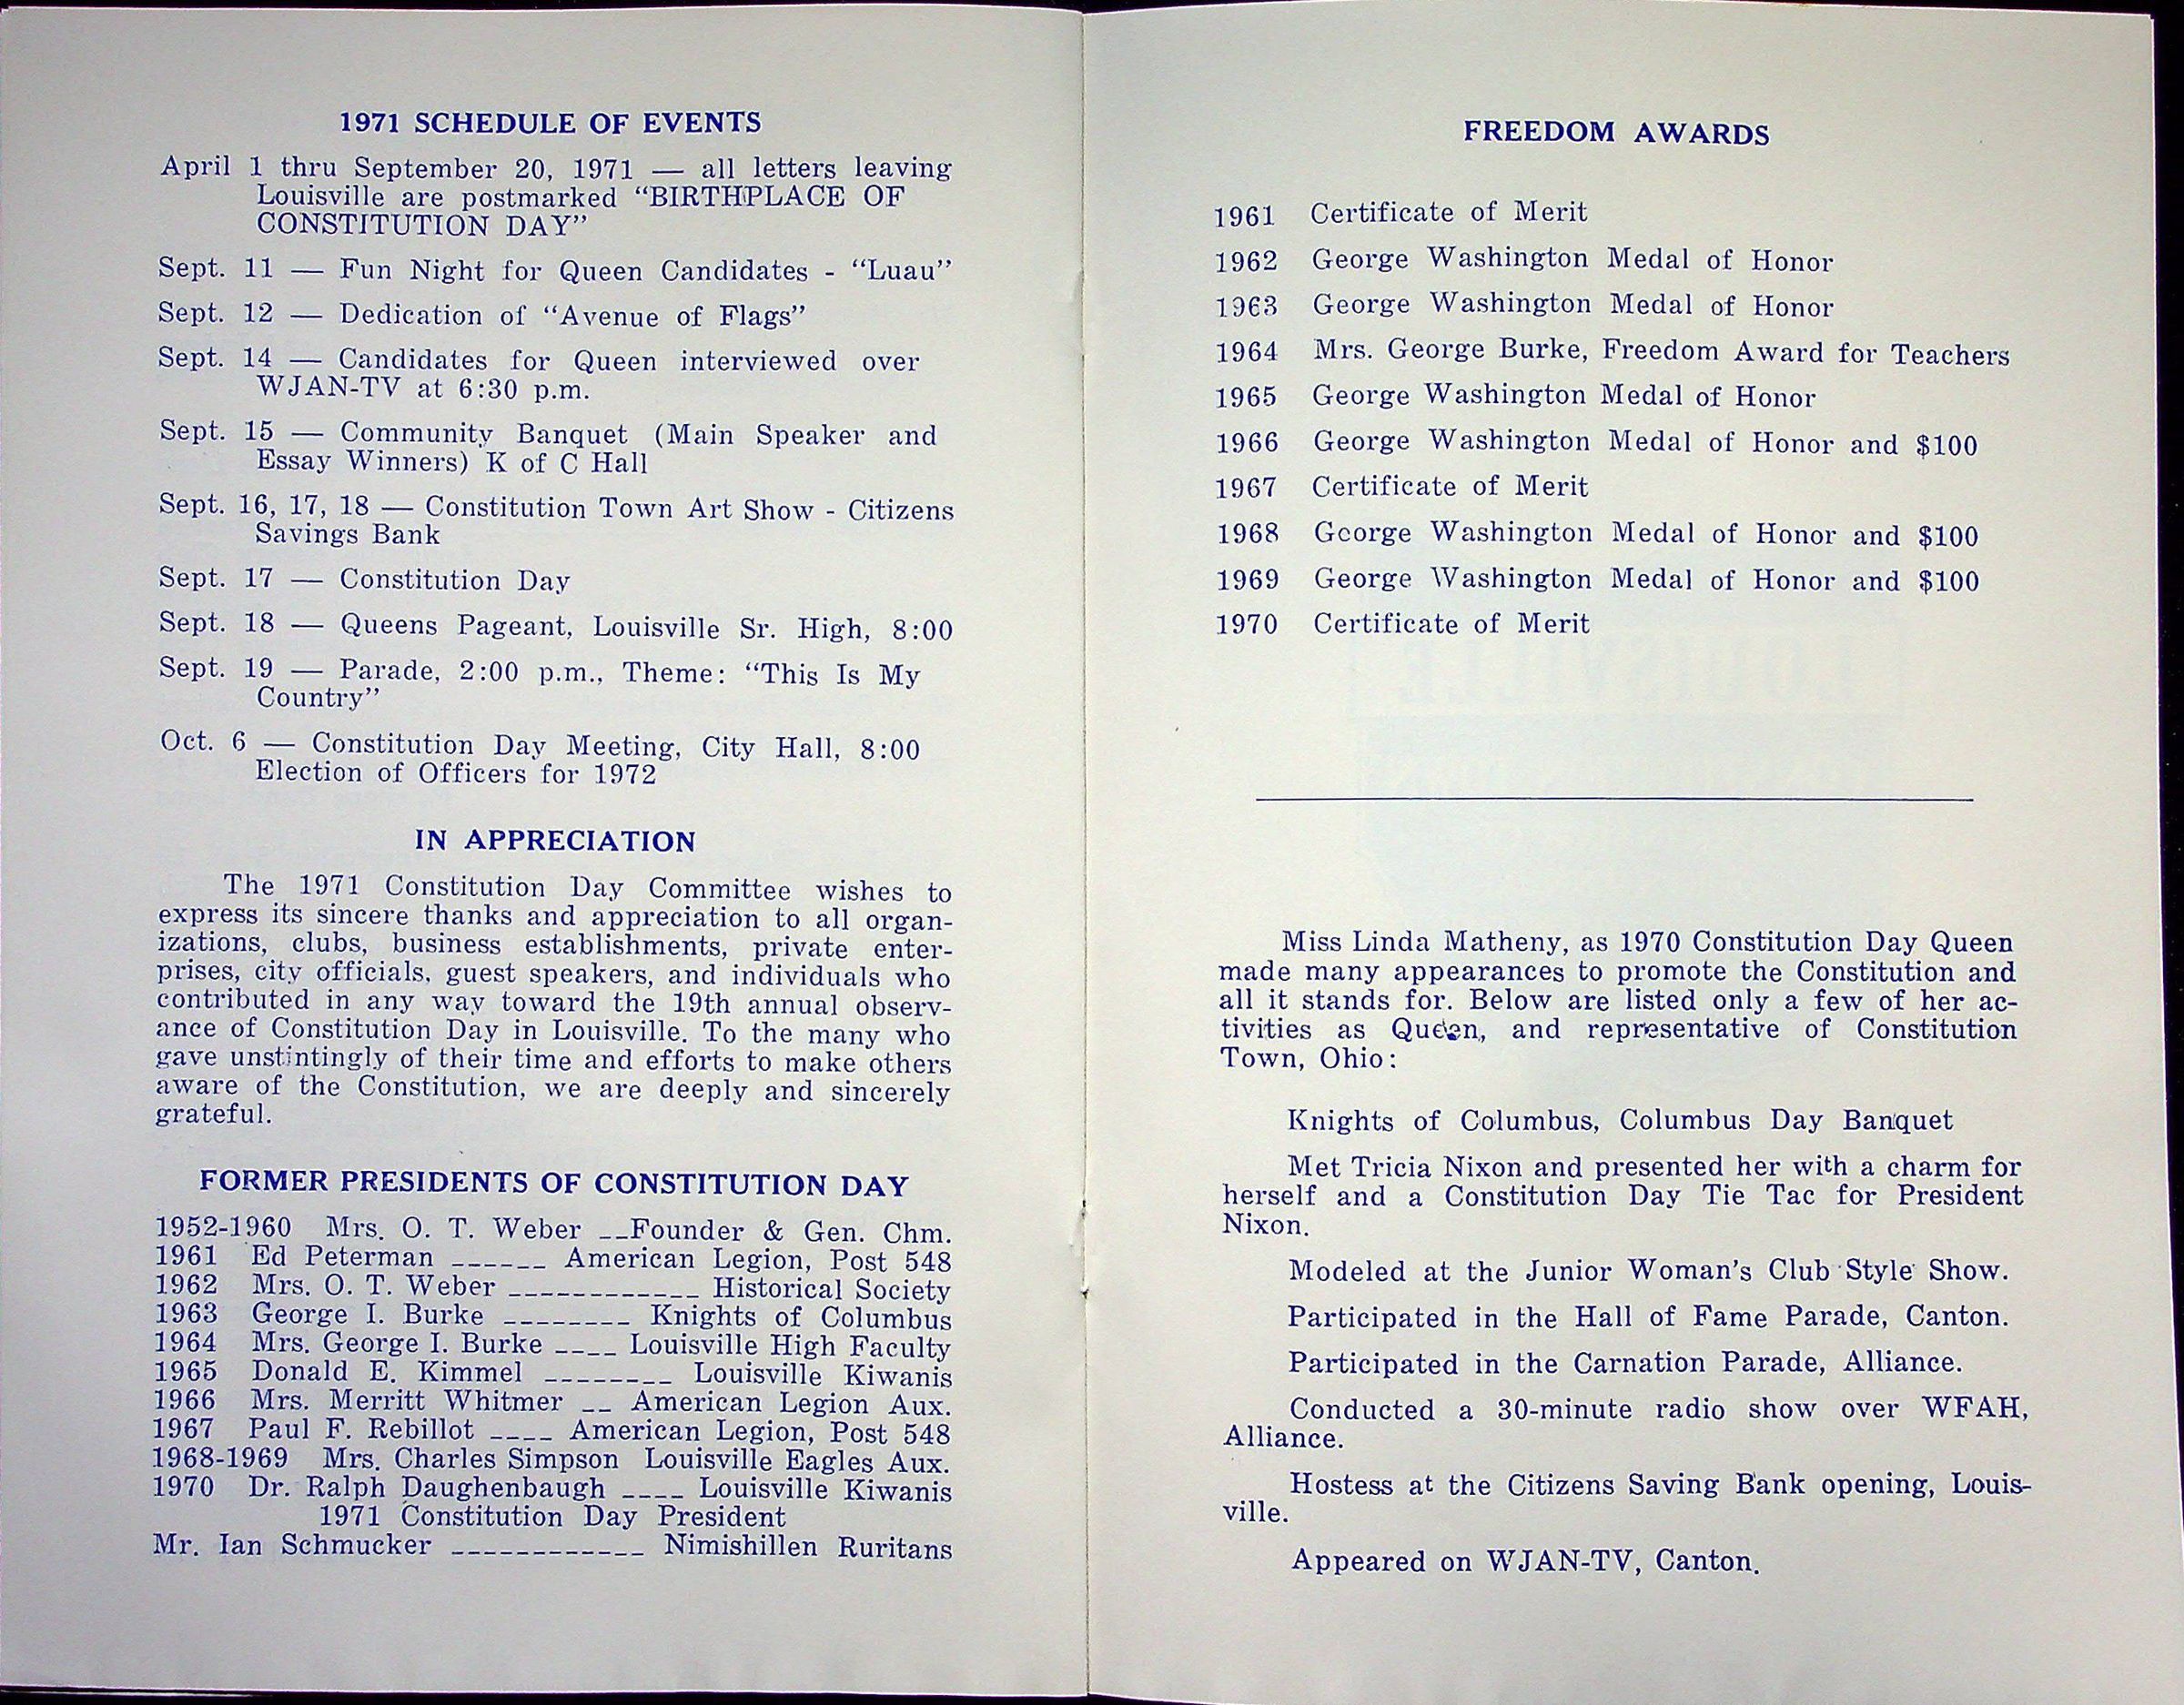 1971 SCHEDULE OF EVENTS
April 1 thru September 20, 1971 — all letters leaving
Louisville are postmarked “BIRTHPLACE OF
CONSTITUTION DAY”
Sept. 11 — Fun Night for Queen Candidates - “Luau”
Sept. 12 — Dedication of “Avenue of Flags”
Sept. 14 — Candidates for Queen interviewed over
WJAN-TV at 6:30 p.m.
Sept. 15 — Community Banquet (Main Speaker and
Essay Winners) K of C Hall
Sept. 16, 17, 18 — Constitution Town Art Show - Citizens
Savings Bank
Sept. 17 — Constitution Day
Sept. 18 — Queens Pageant, Louisville Sr. High, 8:00
Sept. 19 — Parade, 2:00 p.m., Theme: “This Is My
Country”
Oct. 6 — Constitution Day Meeting, City Hall, 8:00
Election of Officers for 1972
IN APPRECIATION
The 1971 Constitution Day Committee wishes to
express its sincere thanks and appreciation to all organ-
izations, clubs, business establishments, private enter-
prises, city officials, guest speakers, and individuals who
contributed in any way toward the 19th annual observ-
ance of Constitution Day in Louisville. To the many who
gave unstintingly of their time and efforts to make others
aware of the Constitution, we are deeply and sincerely
grateful.
FORMER PRESIDENTS OF CONSTITUTION DAY
1952-1960 Mrs. O. T. Weber __Founder & Gen. Chm.
1961 Ed Peterman ______ American Legion, Post 548
1962 Mrs. O. T. Weber ____________ Historical Society
1963 George I. Burke ________ Knights of Columbus
1964 Mrs. George I. Burke ____ Louisville High Faculty
1965 Donald E. Kimmel ________ Louisville Kiwanis
1966 Mrs. Merritt Whitmer __ American Legion Aux.
1967 Paul F. Rebillot ____ American Legion, Post 548
1968-1969 Mrs. Charles Simpson Louisville Eagles Aux.
1970 Dr. Ralph Daughenbaugh ____ Louisville Kiwanis
1971 Constitution Day President
Mr. Ian Schmucker ____________ Nimishillen Ruritans
FREEDOM AWARDS
1961 Certificate of Merit
1962 George Washington Medal of Honor
1963 George Washington Medal of Honor
1964 Mrs. George Burke, Freedom Award for Teachers
1965 George Washington Medal of Honor
1966 George Washington Medal of Honor and $100
1967 Certificate of Merit
1968 Gcorge Washington Medal of Honor and $100
1969 George Washington Medal of Honor and $100
1970 Certificate of Merit
Miss Linda Matheny, as 1970 Constitution Day Queen
made many appearances to promote the Constitution and
all it stands for. Below are listed only a few of her ac-
tivities as Queen, and representative of Constitution
Town, Ohio:
Knights of Columbus, Columbus Day Banquet
Met Tricia Nixon and presented her with a charm for
herself and a Constitution Day Tie Tac for President
Nixon.
Modeled at the Junior Woman’s Club Style Show.
Participated in the Hall of Fame Parade, Canton.
Participated in the Carnation Parade, Alliance.
Conducted a 30-minute radio show over WFAH,
Alliance.
Hostess at the Citizens Saving Bank opening, Louis-
ville.
Appeared on WJAN-TV, Canton.